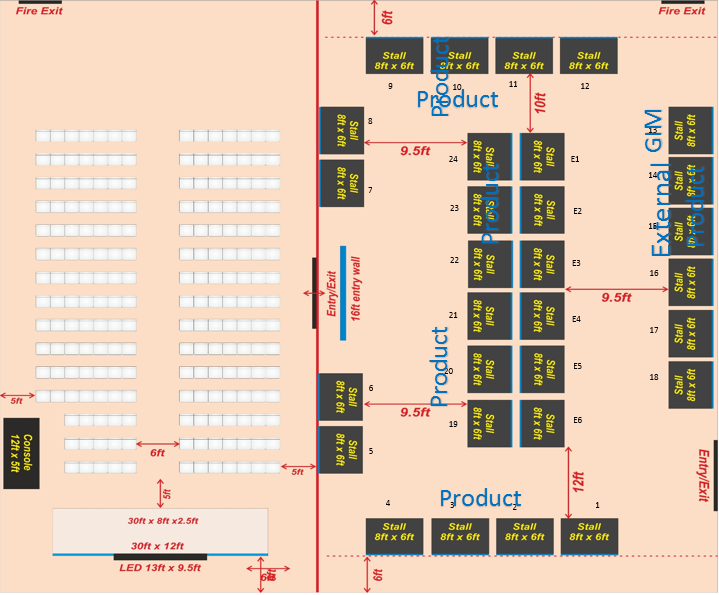 Fire Exit
Fire Exit
6ft
Stall
8ft x 6ft
Stall
8ft x 6ft
Stall
8ft x 6ft
Stall
8ft x 6ft
9
10
11
12
Product
Product
10ft
Stall
8ft x 6ft
8
9.5ft
Stall
8ft x 6ft
7
24
Stall
8ft x 6ft
Stall
8ft x 6ft
E1
23
Stall
8ft x 6ft
Stall
8ft x 6ft
E2
Product
22
Stall
8ft x 6ft
Stall
8ft x 6ft
E3
21
Stall
8ft x 6ft
Stall
8ft x 6ft
E4
20
Stall
8ft x 6ft
Stall
8ft x 6ft
E5
19
Stall
8ft x 6ft
Stall
8ft x 6ft
E6
External GIM
Product
13
Stall
8ft x 6ft
14
Stall
8ft x 6ft
15
Stall
8ft x 6ft
16
Stall
8ft x 6ft
17
Stall
8ft x 6ft
18
Stall
8ft x 6ft
9.5ft
Entry/Exit
16ft entry wall
Product
6
Stall
8ft x 6ft
9.5ft
5
Stall
8ft x 6ft
5ft
Console
12ft x 5ft
6ft
5ft
5ft
12ft
Entry/Exit
Product
4
3
2
1
Stall
8ft x 6ft
Stall
8ft x 6ft
Stall
8ft x 6ft
Stall
8ft x 6ft
30ft x 8ft x2.5ft
30ft x 12ft
LED 13ft x 9.5ft
6ft
6ft
6ft